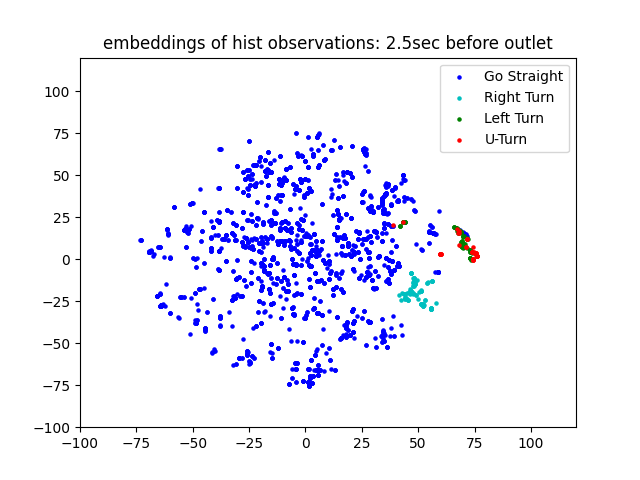 embeddings of hist observations: 2.5sec before outlet
Go Straight
Right Turn
Left Turn
U-Turn
100
75
50
25
0
−25
−50
−75
−100
−100 −75 −50 −25 0 25 50 75 100